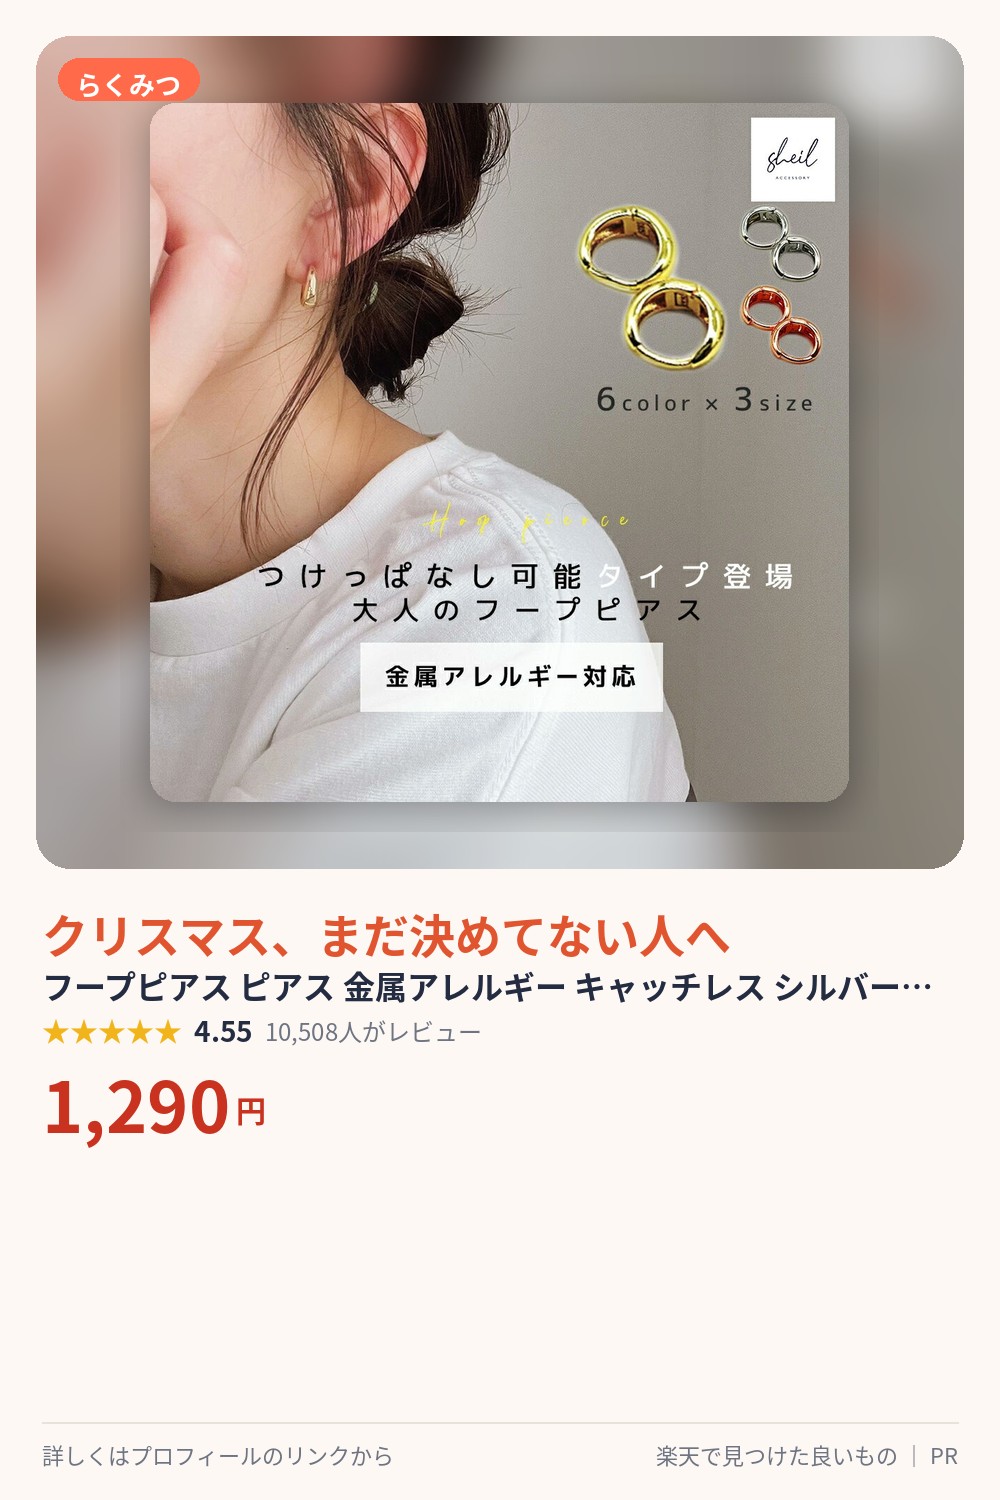 らくみつ
sheil
ACCESSORY
6color × 3size
Hoop pierce
つけっぱなし可能タイプ登場
大人のフープピアス
金属アレルギー対応
クリスマス、まだ決めてない人へ
フープピアス ピアス 金属アレルギー キャッチレス シルバー…
★★★★★ 4.55 10,508人がレビュー
1,290円
詳しくはプロフィールのリンクから
楽天で見つけた良いもの | PR